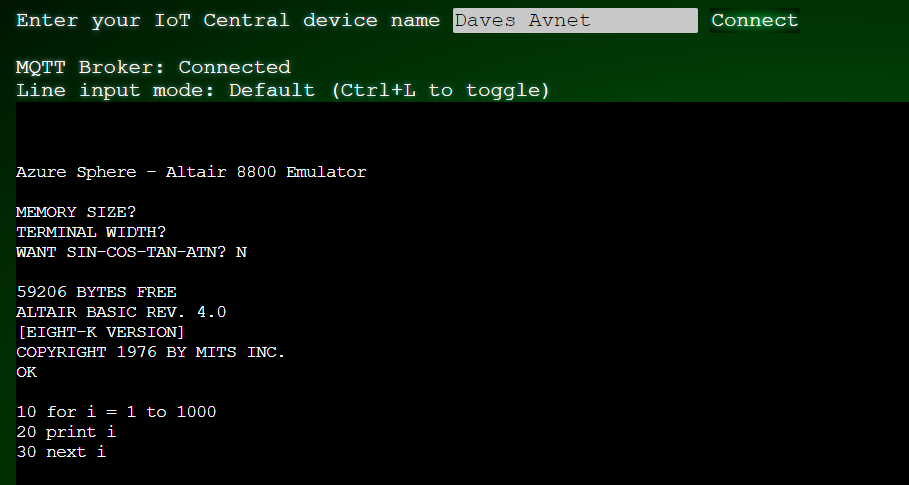 Enter your IoT Central device name Daves Avnet Connect
MQTT Broker: Connected
Line input mode: Default (Ctrl+L to toggle)
Azure Sphere - Altair 8800 Emulator
MEMORY SIZE?
TERMINAL WIDTH?
WANT SIN-COS-TAN-ATN? N
59206 BYTES FREE
ALTAIR BASIC REV. 4.0
[EIGHT-K VERSION]
COPYRIGHT 1976 BY MITS INC.
OK
10 for i = 1 to 1000
20 print i
30 next i